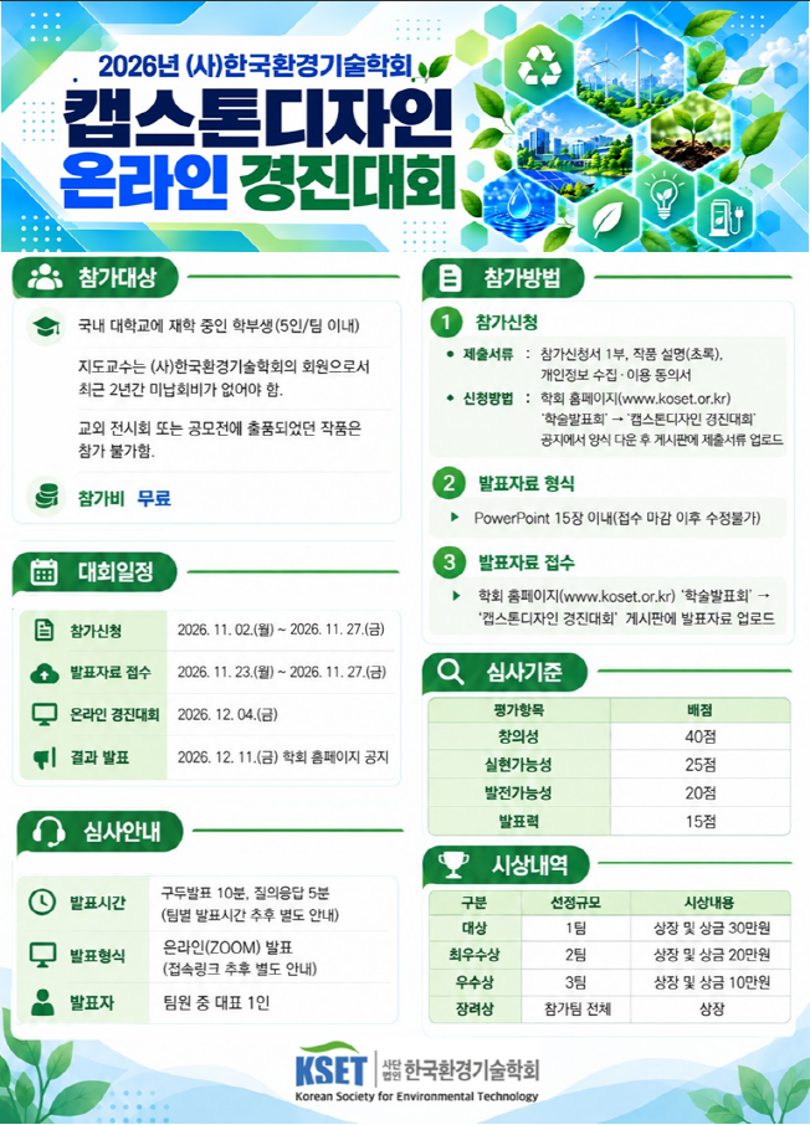 2026년 (사)한국환경기술학회
캡스톤디자인
온라인 경진대회
참가대상
국내 대학교에 재학 중인 학부생(5인/팀 이내)
지도교수는 (사)한국환경기술학회의 회원으로서
최근 2년간 미납회비가 없어야 함.
교외 전시회 또는 공모전에 출품되었던 작품은
참가 불가함.
참가비 무료
대회일정
참가신청 2026. 11. 02.(월) ~ 2026. 11. 27.(금)
발표자료 접수 2026. 11. 23.(월) ~ 2026. 11. 27.(금)
온라인 경진대회 2026. 12. 04.(금)
결과 발표 2026. 12. 11.(금) 학회 홈페이지 공지
심사안내
발표시간 구두발표 10분, 질의응답 5분
(팀별 발표시간 추후 별도 안내)
발표형식 온라인(ZOOM) 발표
(접속링크 추후 별도 안내)
발표자 팀원 중 대표 1인
참가방법
1 참가신청
• 제출서류 : 참가신청서 1부, 작품 설명(초록),
개인정보 수집·이용 동의서
• 신청방법 : 학회 홈페이지(www.koset.or.kr)
'학술발표회' → '캡스톤디자인 경진대회'
공지에서 양식 다운 후 게시판에 제출서류 업로드
2 발표자료 형식
PowerPoint 15장 이내(접수 마감 이후 수정불가)
3 발표자료 접수
학회 홈페이지(www.koset.or.kr) '학술발표회' →
'캡스톤디자인 경진대회' 게시판에 발표자료 업로드
심사기준
평가항목 배점
창의성 40점
실현가능성 25점
발전가능성 20점
발표력 15점
시상내역
구분 선정규모 시상내용
대상 1팀 상장 및 상금 30만원
최우수상 2팀 상장 및 상금 20만원
우수상 3팀 상장 및 상금 10만원
장려상 참가팀 전체 상장
KSET 사단법인 한국환경기술학회
Korean Society for Environmental Technology